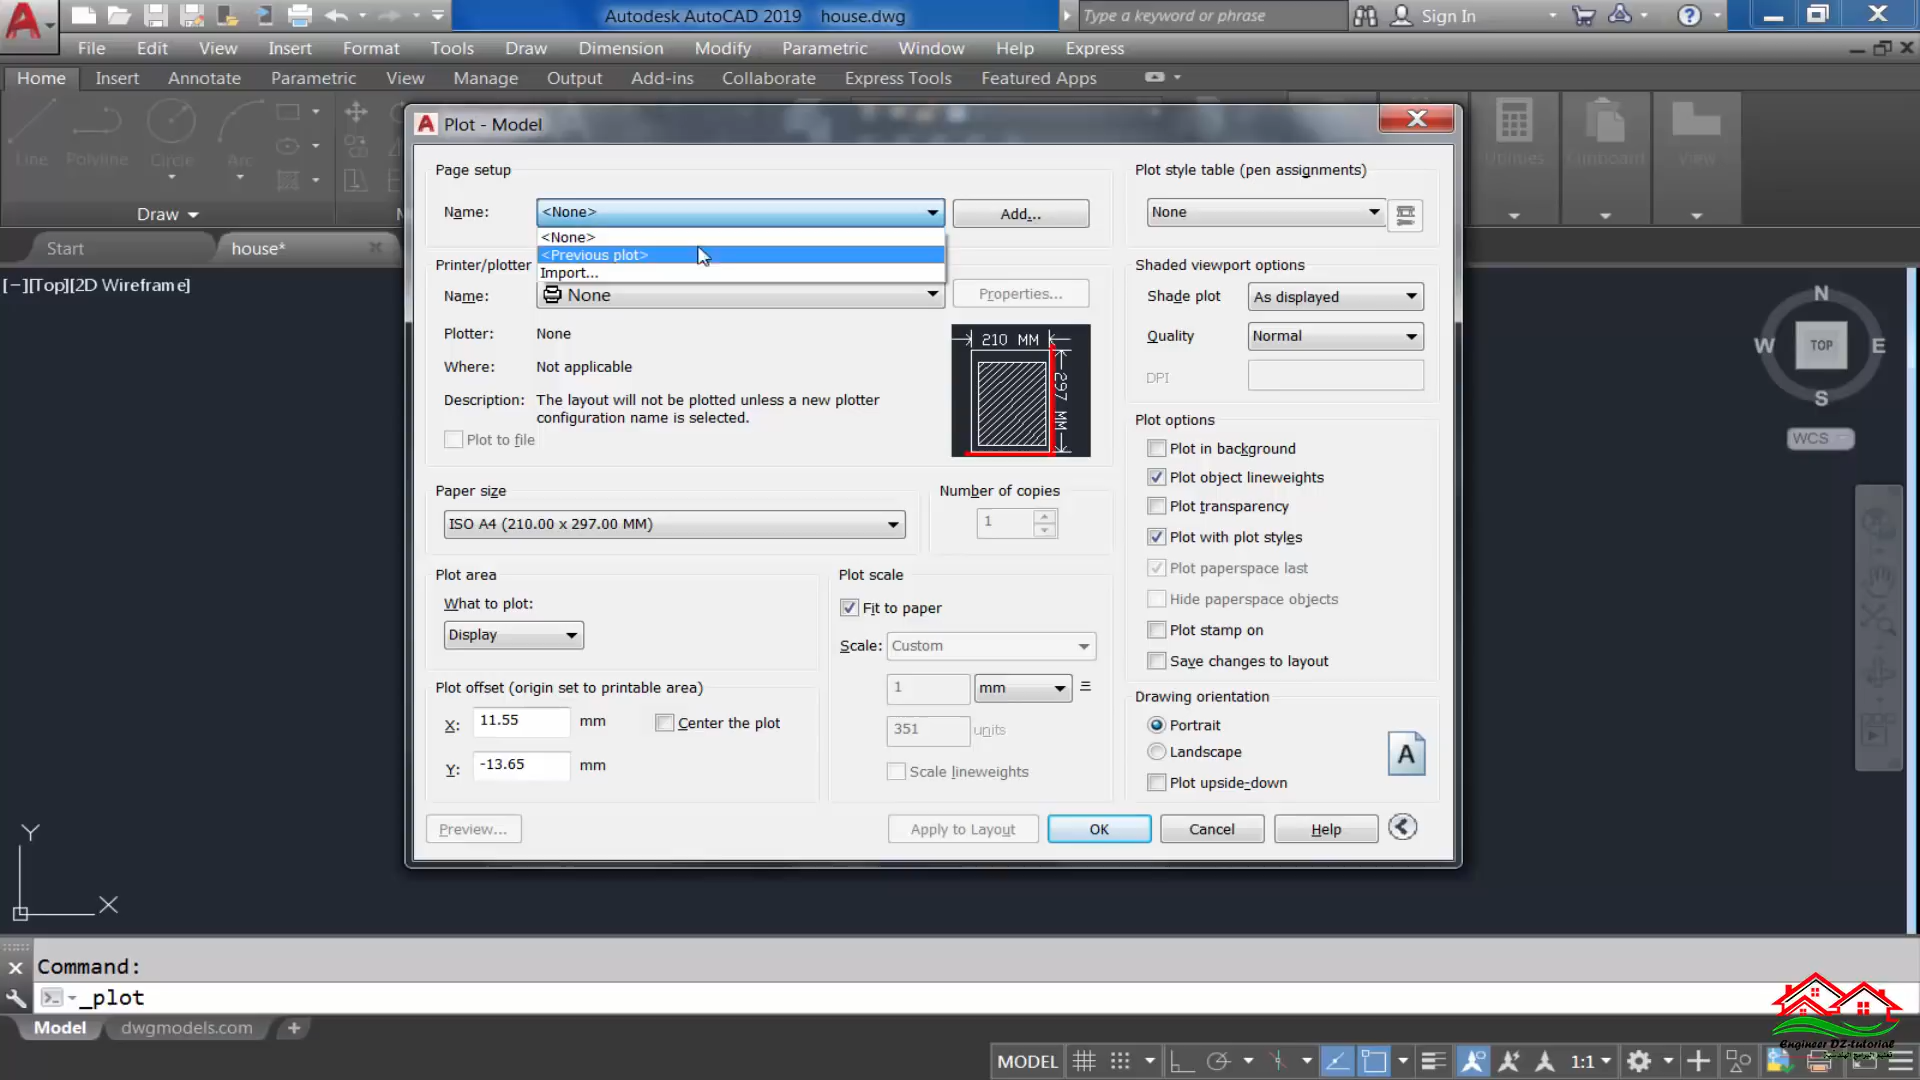 Autodesk AutoCAD 2019 house.dwg
Type a keyword or phrase
Sign In
File Edit View Insert Format Tools Draw Dimension Modify Parametric Window Help Express
Home Insert Annotate Parametric View Manage Output Add-ins Collaborate Express Tools Featured Apps
Line Polyline Circle Arc Utilities Clipboard View
Draw
Start house*
[−][Top][2D Wireframe]
Plot - Model
Page setup
Name: <None> Add...
<None>
<Previous plot>
Import...
Printer/plotter
Name: None Properties...
Plotter: None
Where: Not applicable
Description: The layout will not be plotted unless a new plotter
configuration name is selected.
Plot to file
210 MM
297 MM
Paper size
ISO A4 (210.00 x 297.00 MM)
Number of copies
1
Plot area
What to plot:
Display
Plot offset (origin set to printable area)
X: 11.55 mm Center the plot
Y: -13.65 mm
Plot scale
Fit to paper
Scale: Custom
1 mm =
351 units
Scale lineweights
Plot style table (pen assignments)
None
Shaded viewport options
Shade plot As displayed
Quality Normal
DPI
Plot options
Plot in background
Plot object lineweights
Plot transparency
Plot with plot styles
Plot paperspace last
Hide paperspace objects
Plot stamp on
Save changes to layout
Drawing orientation
Portrait
Landscape
Plot upside-down
A
Preview... Apply to Layout OK Cancel Help
N
W TOP E
S
WCS
Y
X
Command:
_plot
Model dwgmodels.com +
MODEL 1:1
Engineer DZ-tutorial